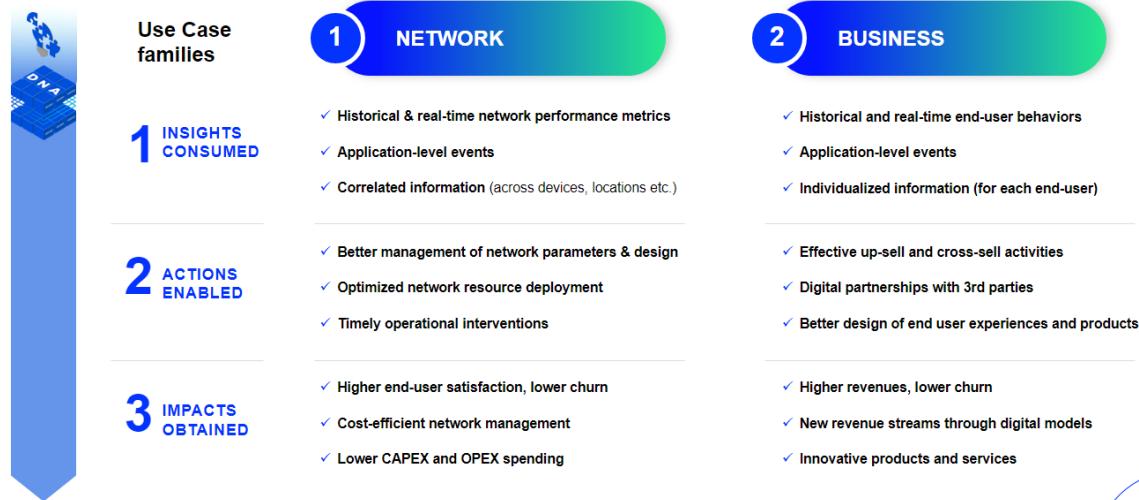 Use Case
families
1 NETWORK
2 BUSINESS
DNA
1 INSIGHTS
CONSUMED
✓ Historical & real-time network performance metrics
✓ Application-level events
✓ Correlated information (across devices, locations etc.)
✓ Historical and real-time end-user behaviors
✓ Application-level events
✓ Individualized information (for each end-user)
2 ACTIONS
ENABLED
✓ Better management of network parameters & design
✓ Optimized network resource deployment
✓ Timely operational interventions
✓ Effective up-sell and cross-sell activities
✓ Digital partnerships with 3rd parties
✓ Better design of end user experiences and products
3 IMPACTS
OBTAINED
✓ Higher end-user satisfaction, lower churn
✓ Cost-efficient network management
✓ Lower CAPEX and OPEX spending
✓ Higher revenues, lower churn
✓ New revenue streams through digital models
✓ Innovative products and services